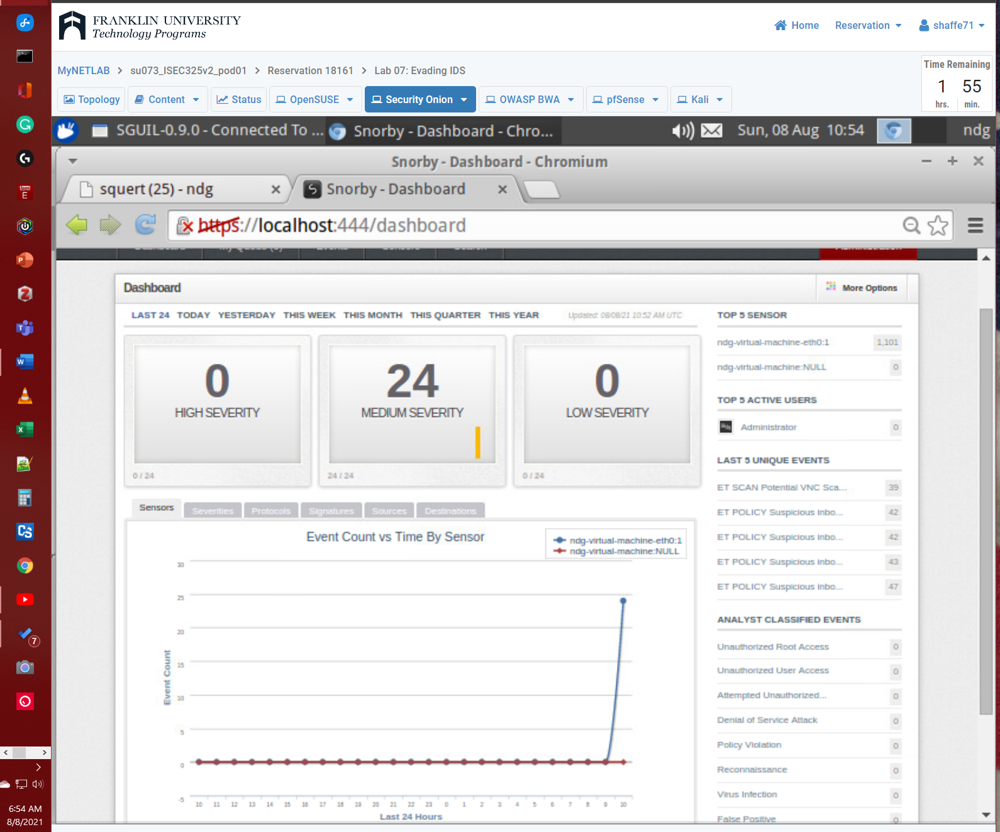 FRANKLIN UNIVERSITY
Technology Programs
Home
Reservation
shaffe71
MyNETLAB > su073_ISEC325v2_pod01 > Reservation 18161 > Lab 07: Evading IDS
Time Remaining
1 55
hrs. min.
Topology
Content
Status
OpenSUSE
Security Onion
OWASP BWA
pfSense
Kali
SGUIL-0.9.0 - Connected To ...
Snorby - Dashboard - Chro...
Sun, 08 Aug 10:54
ndg
Snorby - Dashboard - Chromium
squert (25) - ndg
Snorby - Dashboard
https://localhost:444/dashboard
Dashboard
More Options
LAST 24 TODAY YESTERDAY THIS WEEK THIS MONTH THIS QUARTER THIS YEAR
Updated: 08/08/21 10:52 AM UTC
0
HIGH SEVERITY
0 / 24
24
MEDIUM SEVERITY
24 / 24
0
LOW SEVERITY
0 / 24
Sensors
Severities
Protocols
Signatures
Sources
Destinations
Event Count vs Time By Sensor
ndg-virtual-machine-eth0:1
ndg-virtual-machine:NULL
Event Count
30
25
20
15
10
5
0
-5
10 11 12 13 14 15 16 17 18 19 20 21 22 23 0 1 2 3 4 5 6 7 8 9 10
Last 24 Hours
TOP 5 SENSOR
ndg-virtual-machine-eth0:1 1,101
ndg-virtual-machine:NULL 0
TOP 5 ACTIVE USERS
Administrator 0
LAST 5 UNIQUE EVENTS
ET SCAN Potential VNC Sca... 39
ET POLICY Suspicious inbo... 42
ET POLICY Suspicious inbo... 42
ET POLICY Suspicious inbo... 43
ET POLICY Suspicious inbo... 47
ANALYST CLASSIFIED EVENTS
Unauthorized Root Access 0
Unauthorized User Access 0
Attempted Unauthorized... 0
Denial of Service Attack 0
Policy Violation 0
Reconnaissance 0
Virus Infection 0
False Positive 0
7
6:54 AM
8/8/2021